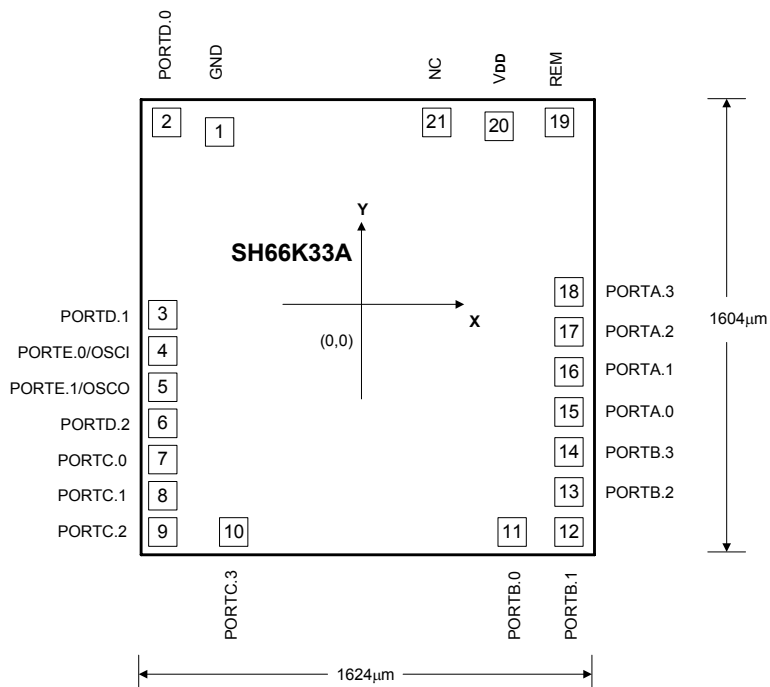 PORTD.0
GND
NC
VDD
REM
2
1
21
20
19
Y
SH66K33A
X
(0,0)
PORTD.1
3
PORTE.0/OSCI
4
PORTE.1/OSCO
5
PORTD.2
6
PORTC.0
7
PORTC.1
8
PORTC.2
9
10
11
12
18
PORTA.3
17
PORTA.2
16
PORTA.1
15
PORTA.0
14
PORTB.3
13
PORTB.2
1604µm
PORTC.3
PORTB.0
PORTB.1
1624µm